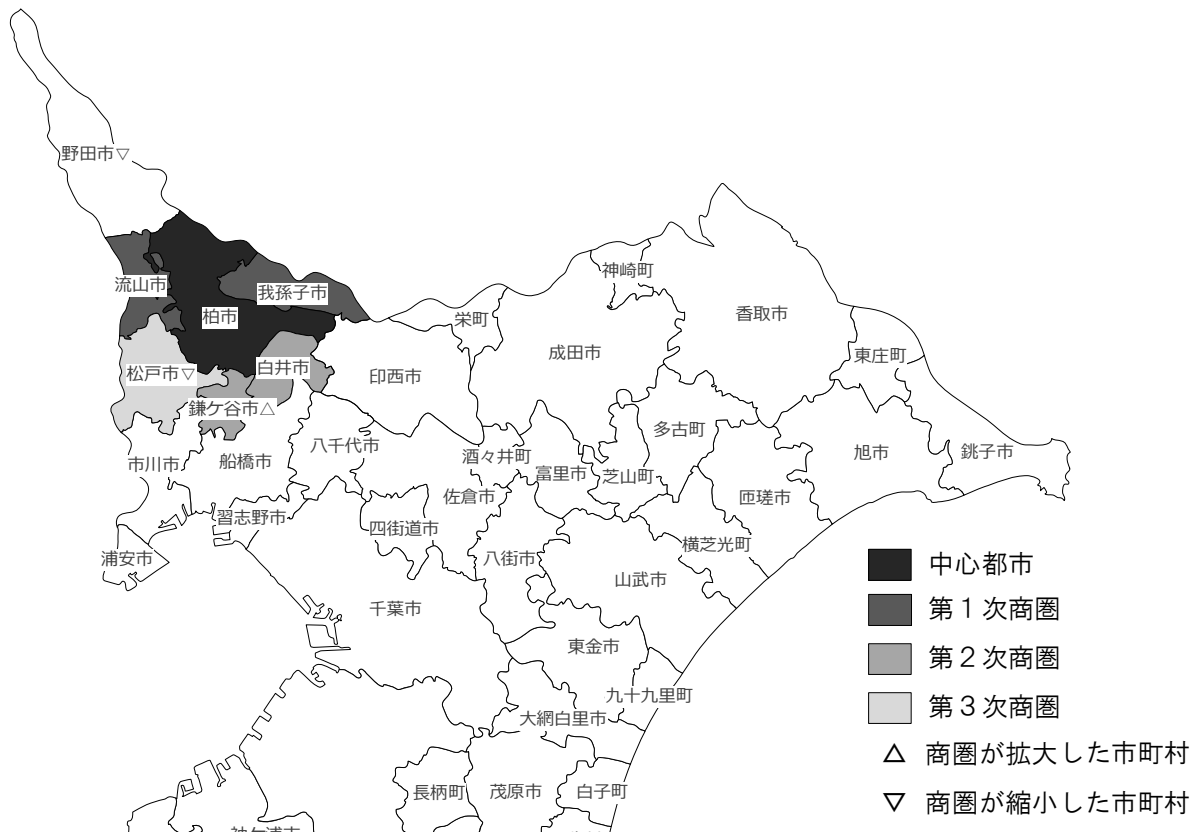 野田市▽
神崎町
流山市
我孫子市
香取市
柏市
栄町
成田市
東庄町
松戸市▽
白井市
印西市
鎌ケ谷市△
多古町
八千代市
旭市
銚子市
酒々井町
市川市
船橋市
富里市
芝山町
佐倉市
匝瑳市
習志野市
四街道市
横芝光町
浦安市
八街市
中心都市
山武市
千葉市
第1次商圏
東金市
第2次商圏
九十九里町
第3次商圏
大網白里市
△ 商圏が拡大した市町村
長柄町
茂原市
白子町
▽ 商圏が縮小した市町村